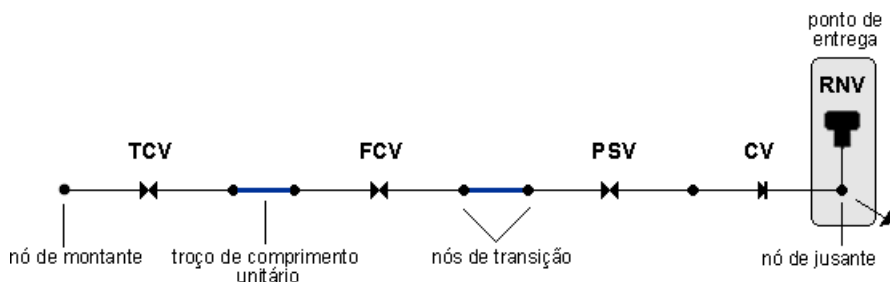 ponto de
entrega
RNV
TCV
FCV
PSV
CV
nó de montante
troço de comprimento
unitário
nós de transição
nó de jusante